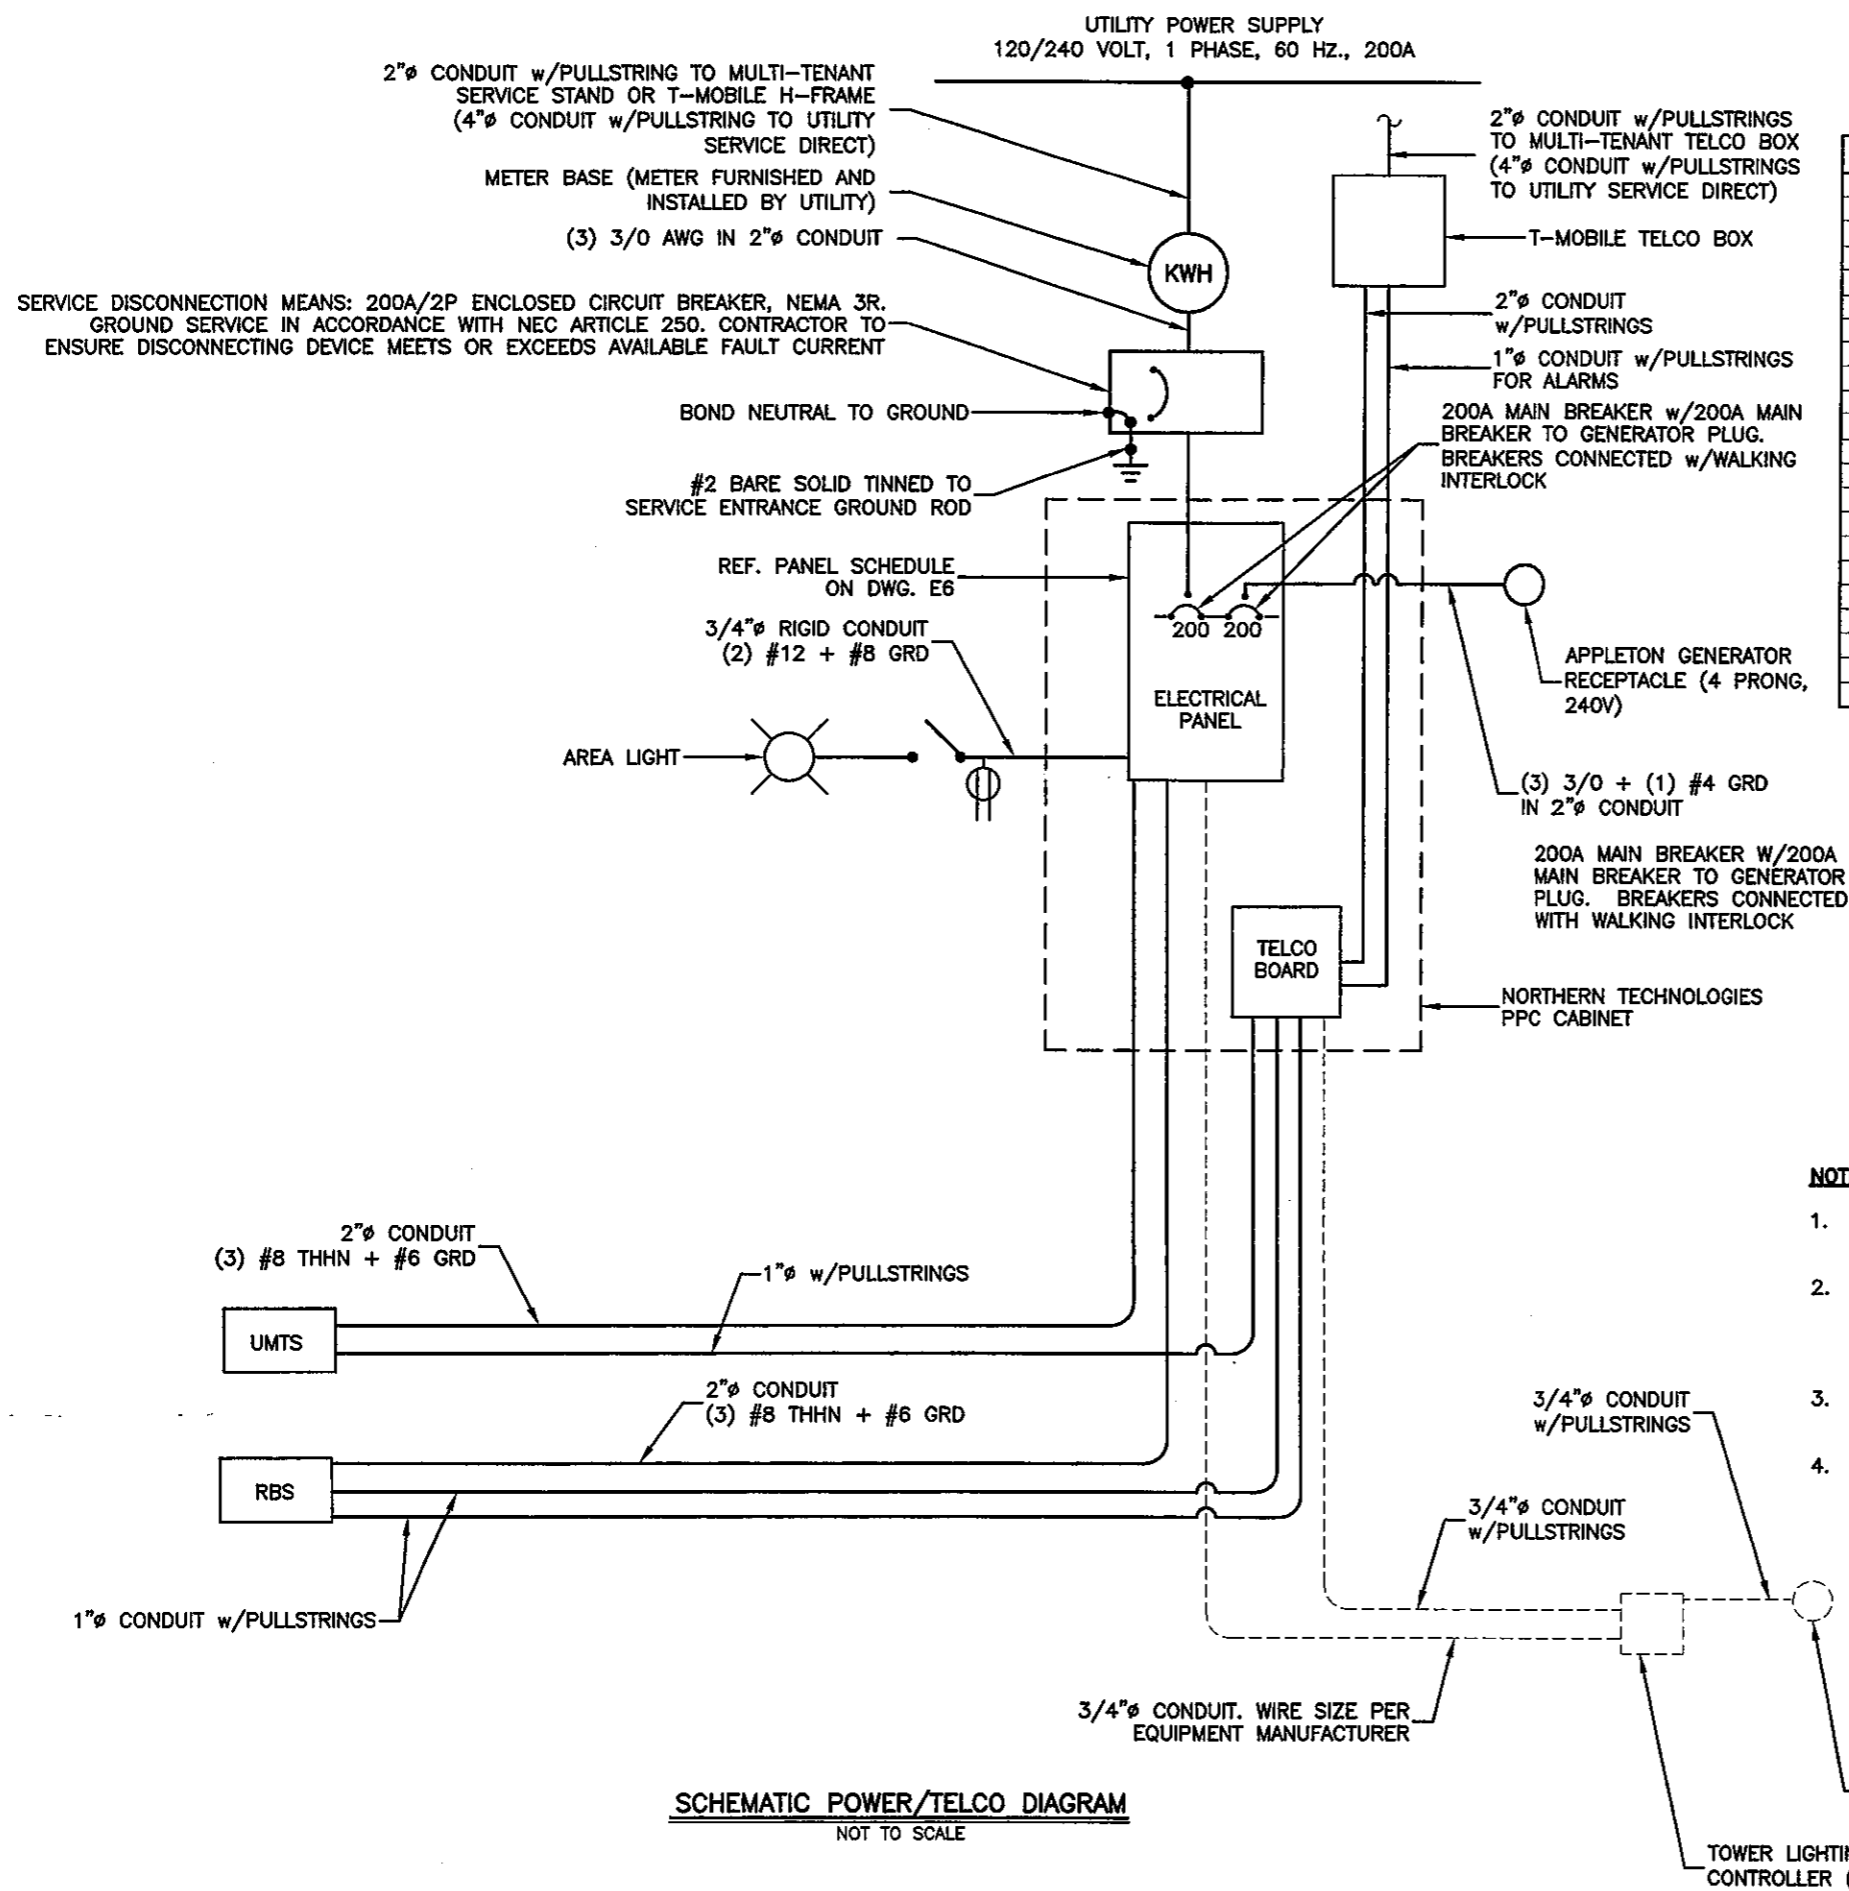 UTILITY POWER SUPPLY
120/240 VOLT, 1 PHASE, 60 HZ., 200A
2"ø CONDUIT w/PULLSTRING TO MULTI-TENANT
SERVICE STAND OR T-MOBILE H-FRAME
(4"ø CONDUIT w/PULLSTRING TO UTILITY
SERVICE DIRECT)
METER BASE (METER FURNISHED AND
INSTALLED BY UTILITY)
(3) 3/0 AWG IN 2"ø CONDUIT
SERVICE DISCONNECTION MEANS: 200A/2P ENCLOSED CIRCUIT BREAKER, NEMA 3R.
GROUND SERVICE IN ACCORDANCE WITH NEC ARTICLE 250. CONTRACTOR TO
ENSURE DISCONNECTING DEVICE MEETS OR EXCEEDS AVAILABLE FAULT CURRENT
BOND NEUTRAL TO GROUND
#2 BARE SOLID TINNED TO
SERVICE ENTRANCE GROUND ROD
KWH
2"ø CONDUIT w/PULLSTRINGS
TO MULTI-TENANT TELCO BOX
(4"ø CONDUIT w/PULLSTRINGS
TO UTILITY SERVICE DIRECT)
T-MOBILE TELCO BOX
2"ø CONDUIT
w/PULLSTRINGS
1"ø CONDUIT w/PULLSTRINGS
FOR ALARMS
200A MAIN BREAKER w/200A MAIN
BREAKER TO GENERATOR PLUG.
BREAKERS CONNECTED w/WALKING
INTERLOCK
REF. PANEL SCHEDULE
ON DWG. E6
3/4"ø RIGID CONDUIT
(2) #12 + #8 GRD
200 200
ELECTRICAL
PANEL
AREA LIGHT
APPLETON GENERATOR
RECEPTACLE (4 PRONG,
240V)
(3) 3/0 + (1) #4 GRD
IN 2"ø CONDUIT
200A MAIN BREAKER W/200A
MAIN BREAKER TO GENERATOR
PLUG. BREAKERS CONNECTED
WITH WALKING INTERLOCK
TELCO
BOARD
NORTHERN TECHNOLOGIES
PPC CABINET
NOT
1.
2.
3.
4.
2"ø CONDUIT
(3) #8 THHN + #6 GRD
1"ø w/PULLSTRINGS
UMTS
2"ø CONDUIT
(3) #8 THHN + #6 GRD
RBS
1"ø CONDUIT w/PULLSTRINGS
3/4"ø CONDUIT
w/PULLSTRINGS
3/4"ø CONDUIT
w/PULLSTRINGS
3/4"ø CONDUIT. WIRE SIZE PER
EQUIPMENT MANUFACTURER
SCHEMATIC POWER/TELCO DIAGRAM
NOT TO SCALE
TOWER LIGHTIN
CONTROLLER (